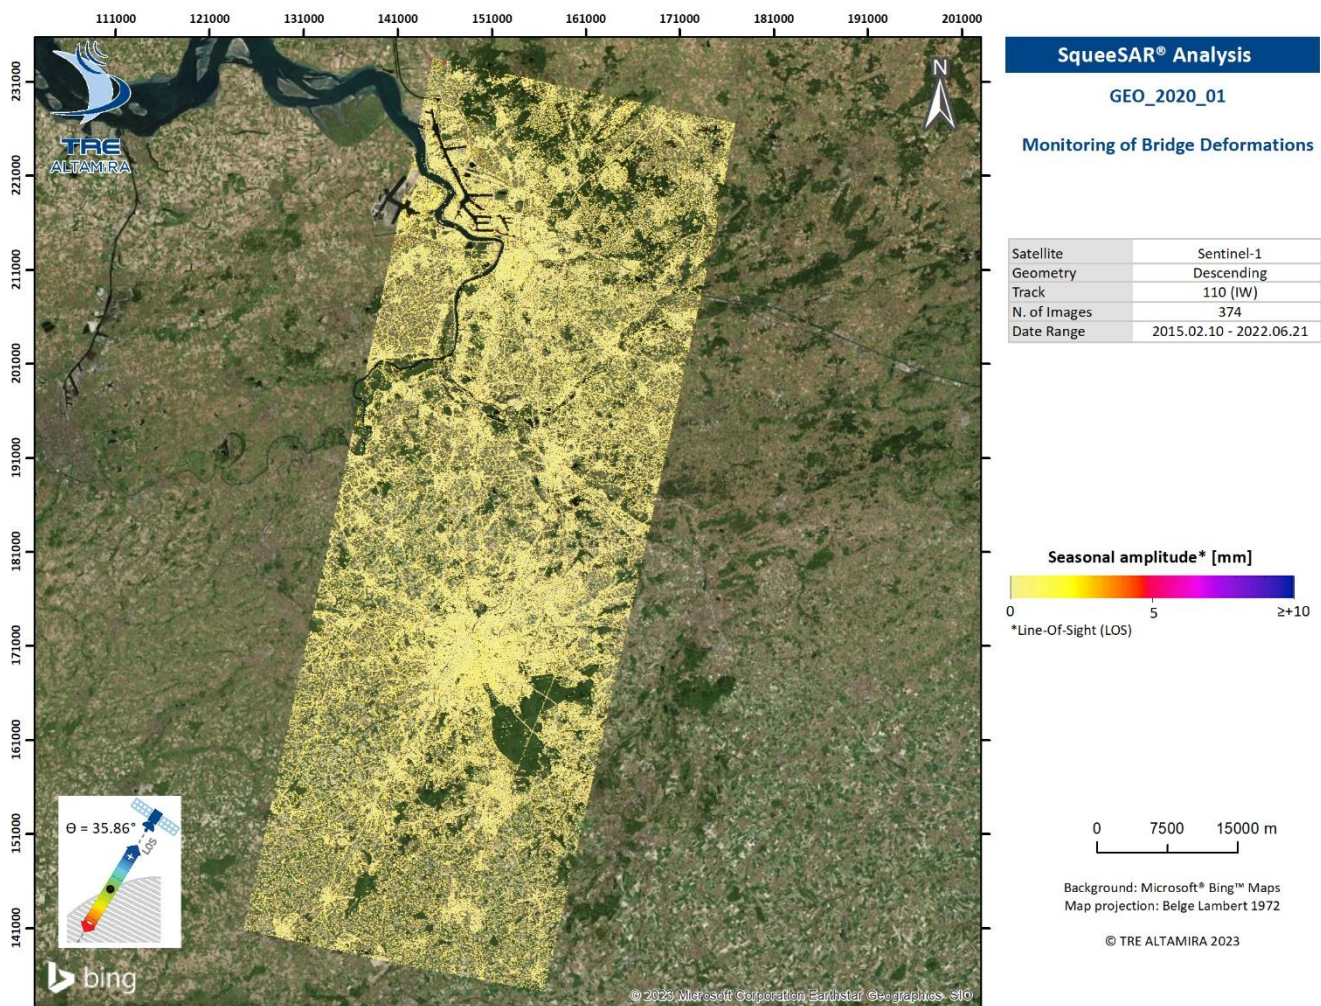 111000 121000 131000 141000 151000 161000 171000 181000 191000 201000
231000
221000
211000
201000
191000
181000
171000
161000
151000
141000
TRE
ALTAMIRA
N
Θ = 35.86°
LOS
+
-
bing
© 2023 Microsoft Corporation Earthstar Geographics SIO
SqueeSAR® Analysis
GEO_2020_01
Monitoring of Bridge Deformations
Satellite Sentinel-1
Geometry Descending
Track 110 (IW)
N. of Images 374
Date Range 2015.02.10 - 2022.06.21
Seasonal amplitude* [mm]
0 5 ≥+10
*Line-Of-Sight (LOS)
0 7500 15000 m
Background: Microsoft® Bing™ Maps
Map projection: Belge Lambert 1972
© TRE ALTAMIRA 2023